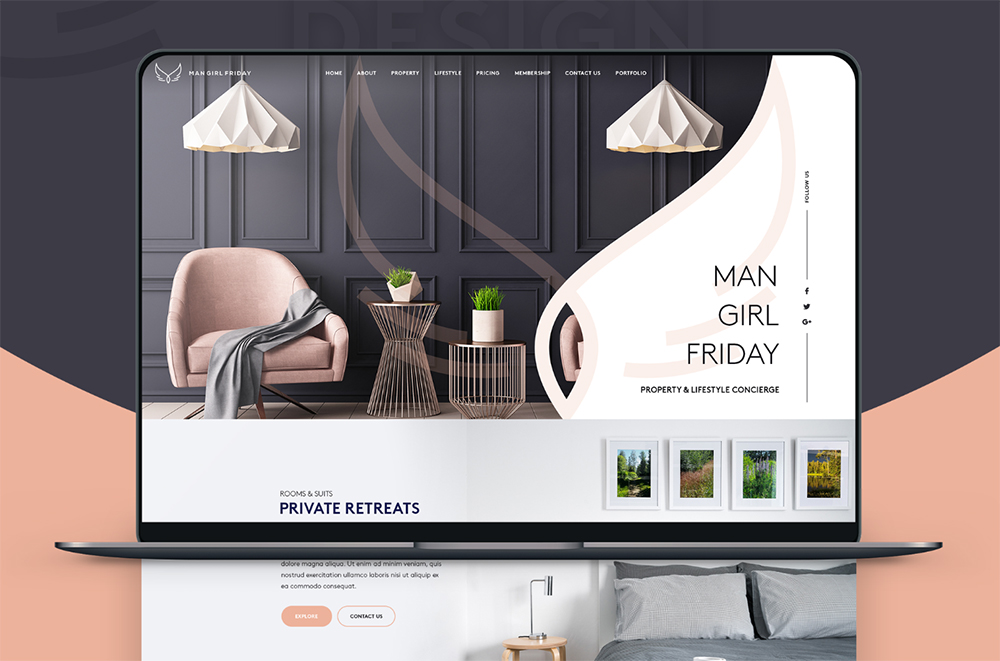 DESIGN
MAN GIRL FRIDAY
HOME ABOUT PROPERTY LIFESTYLE PRICING MEMBERSHIP CONTACT US PORTFOLIO
FOLLOW US
MAN
GIRL
FRIDAY
PROPERTY & LIFESTYLE CONCIERGE
ROOMS & SUITS
PRIVATE RETREATS
dolore magna aliqua. Ut enim ad minim veniam, quis
nostrud exercitation ullamco laboris nisi ut aliquip ex
ea commodo consequat.
EXPLORE
CONTACT US